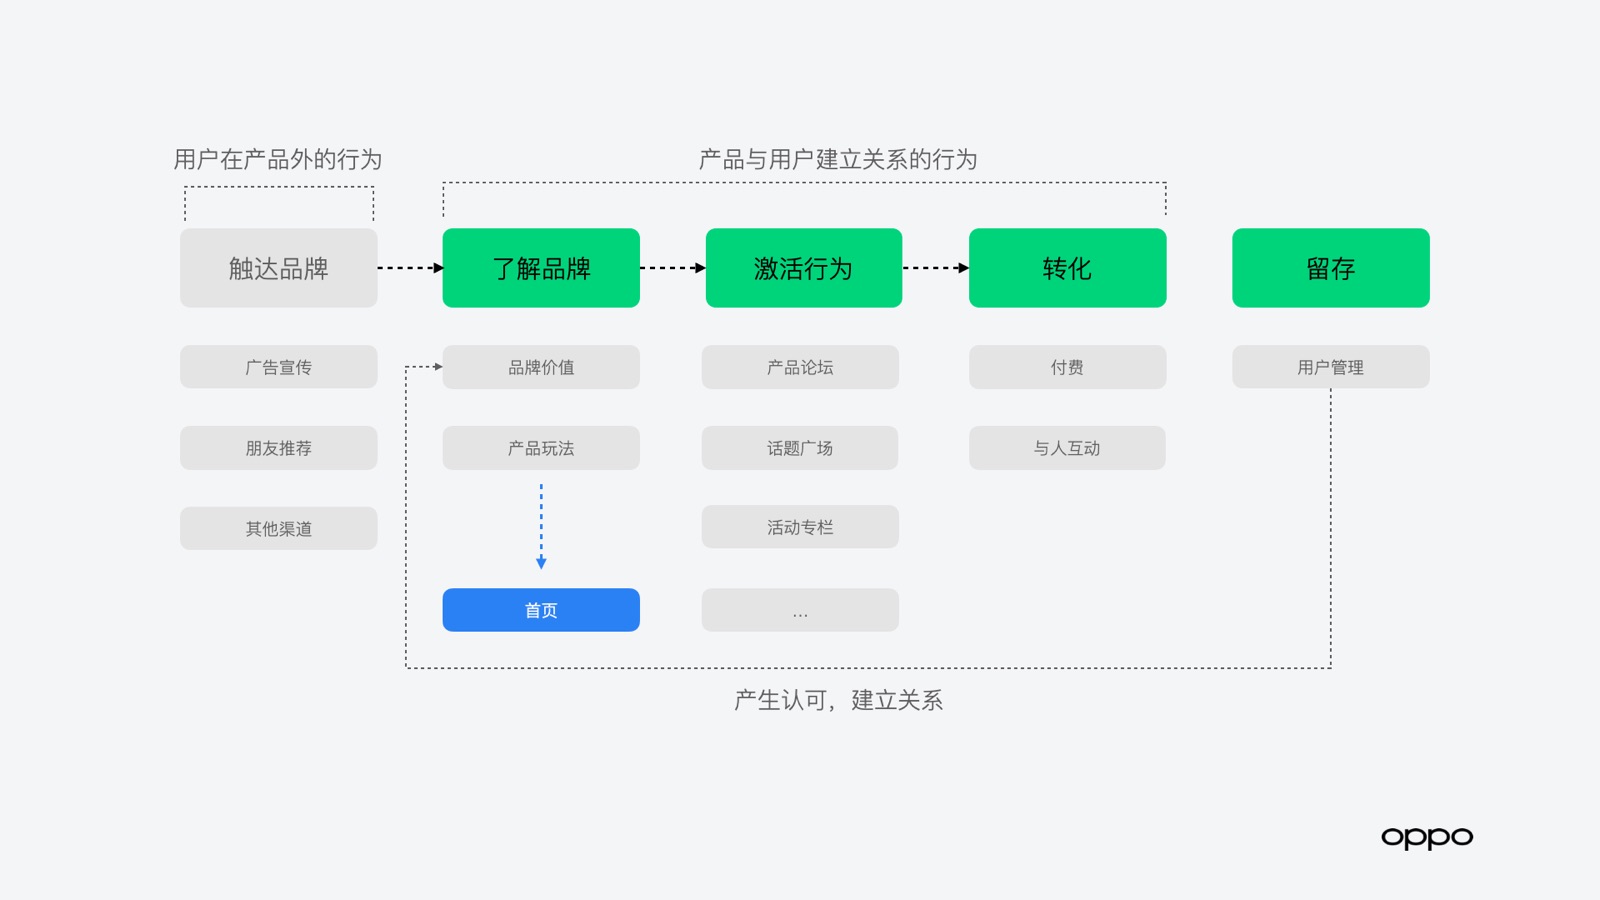 用户在产品外的行为
产品与用户建立关系的行为
触达品牌
了解品牌
激活行为
转化
留存
广告宣传
品牌价值
产品论坛
付费
用户管理
朋友推荐
产品玩法
话题广场
与人互动
其他渠道
活动专栏
首页
...
产生认可，建立关系
oppo